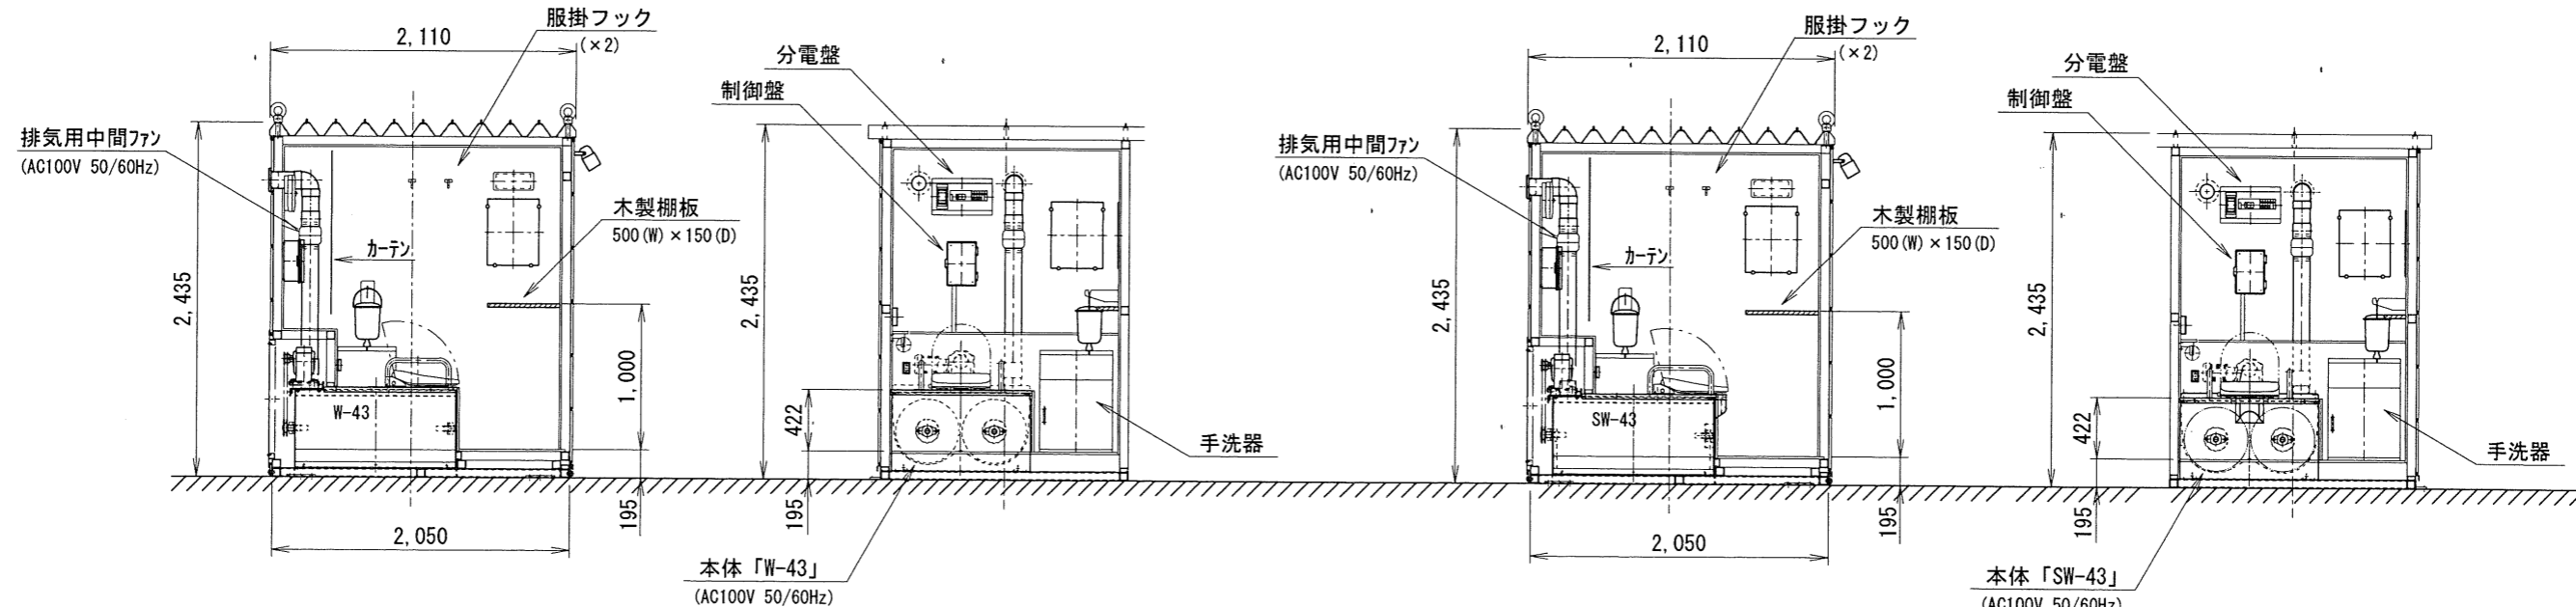 服掛フック
(×2)
2,110
排気用中間ファン
(AC100V 50/60Hz)
木製棚板
500(W)×150(D)
カーテン
2,435
1,000
W-43
195
2,050
分電盤
制御盤
2,435
422
195
手洗器
本体「W-43」
(AC100V 50/60Hz)
服掛フック
(×2)
2,110
排気用中間ファン
(AC100V 50/60Hz)
木製棚板
500(W)×150(D)
カーテン
2,435
1,000
SW-43
195
2,050
分電盤
制御盤
2,435
422
195
手洗器
本体「SW-43」
(AC100V 50/60Hz)